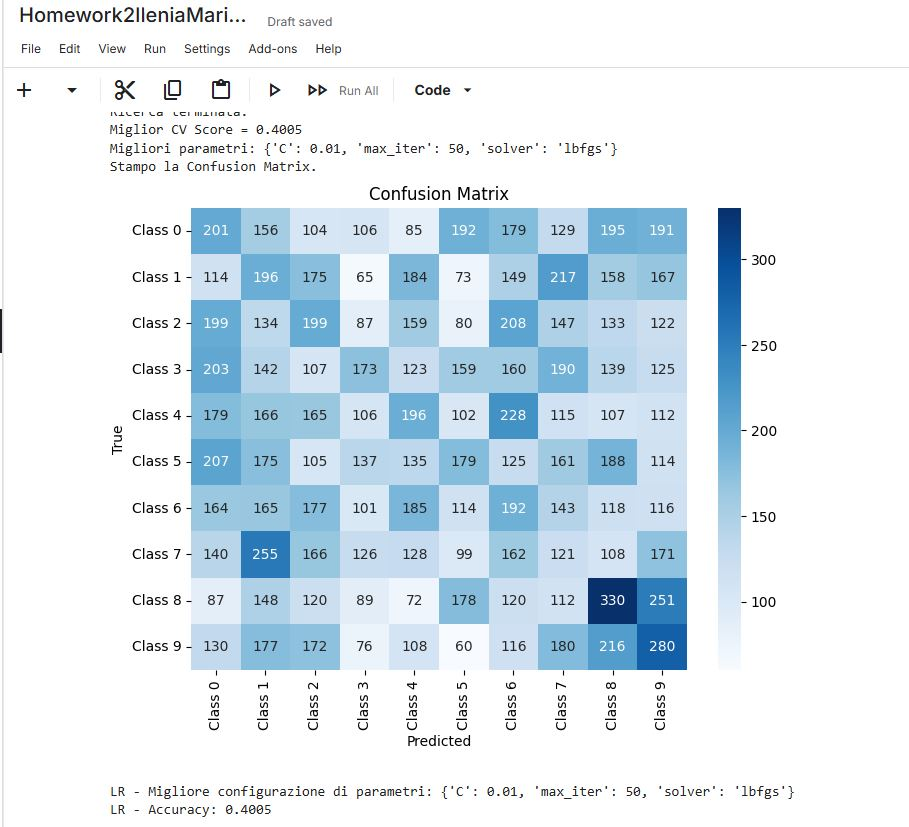 Homework2IleniaMari... Draft saved
File Edit View Run Settings Add-ons Help
Run All Code
Ricerca terminata.
Miglior CV Score = 0.4005
Migliori parametri: {'C': 0.01, 'max_iter': 50, 'solver': 'lbfgs'}
Stampo la Confusion Matrix.
Confusion Matrix
Class 0 201 156 104 106 85 192 179 129 195 191
Class 1 114 196 175 65 184 73 149 217 158 167
300
Class 2 199 134 199 87 159 80 208 147 133 122
250
Class 3 203 142 107 173 123 159 160 190 139 125
Class 4 179 166 165 106 196 102 228 115 107 112
200
True
Class 5 207 175 105 137 135 179 125 161 188 114
Class 6 164 165 177 101 185 114 192 143 118 116
150
Class 7 140 255 166 126 128 99 162 121 108 171
Class 8 87 148 120 89 72 178 120 112 330 251
100
Class 9 130 177 172 76 108 60 116 180 216 280
Class 0 Class 1 Class 2 Class 3 Class 4 Class 5 Class 6 Class 7 Class 8 Class 9
Predicted
LR - Migliore configurazione di parametri: {'C': 0.01, 'max_iter': 50, 'solver': 'lbfgs'}
LR - Accuracy: 0.4005